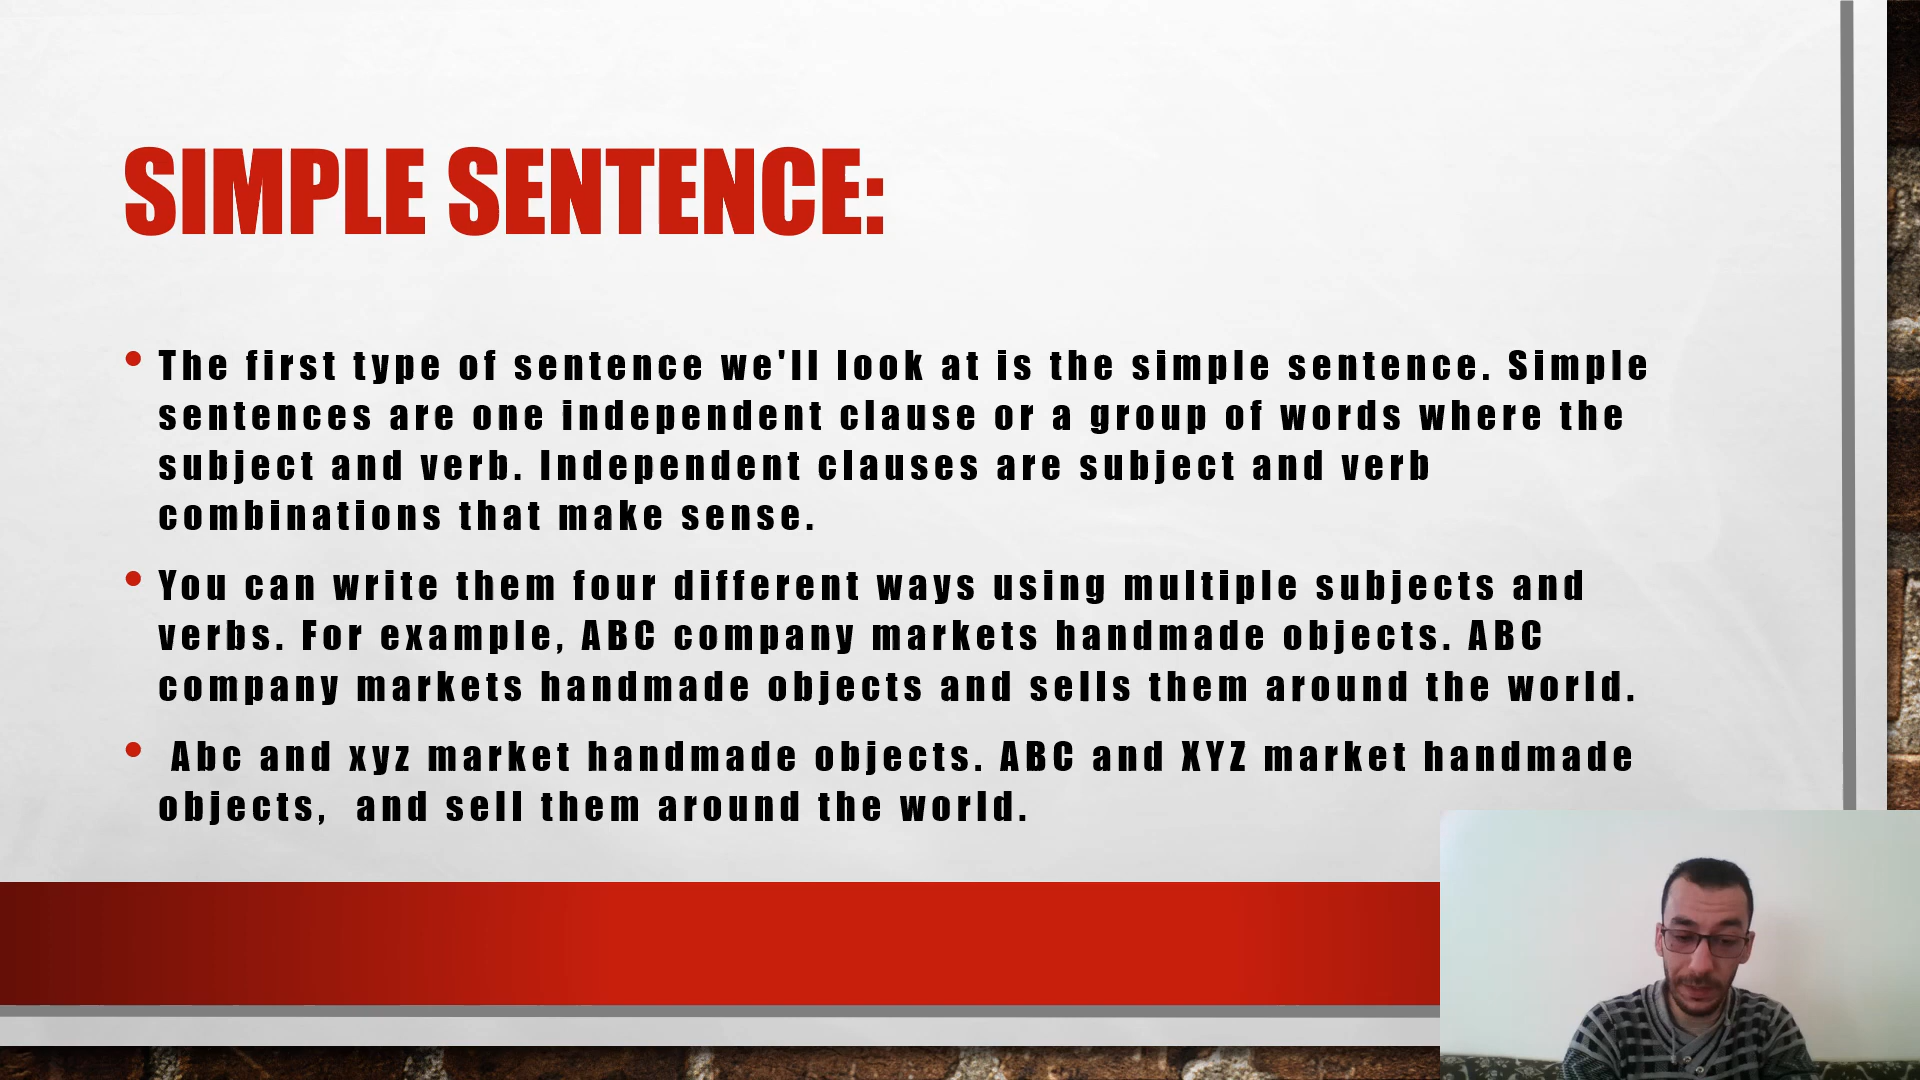 SIMPLE SENTENCE:
• The first type of sentence we'll look at is the simple sentence. Simple
sentences are one independent clause or a group of words where the
subject and verb. Independent clauses are subject and verb
combinations that make sense.
• You can write them four different ways using multiple subjects and
verbs. For example, ABC company markets handmade objects. ABC
company markets handmade objects and sells them around the world.
• Abc and xyz market handmade objects. ABC and XYZ market handmade
objects,  and sell them around the world.